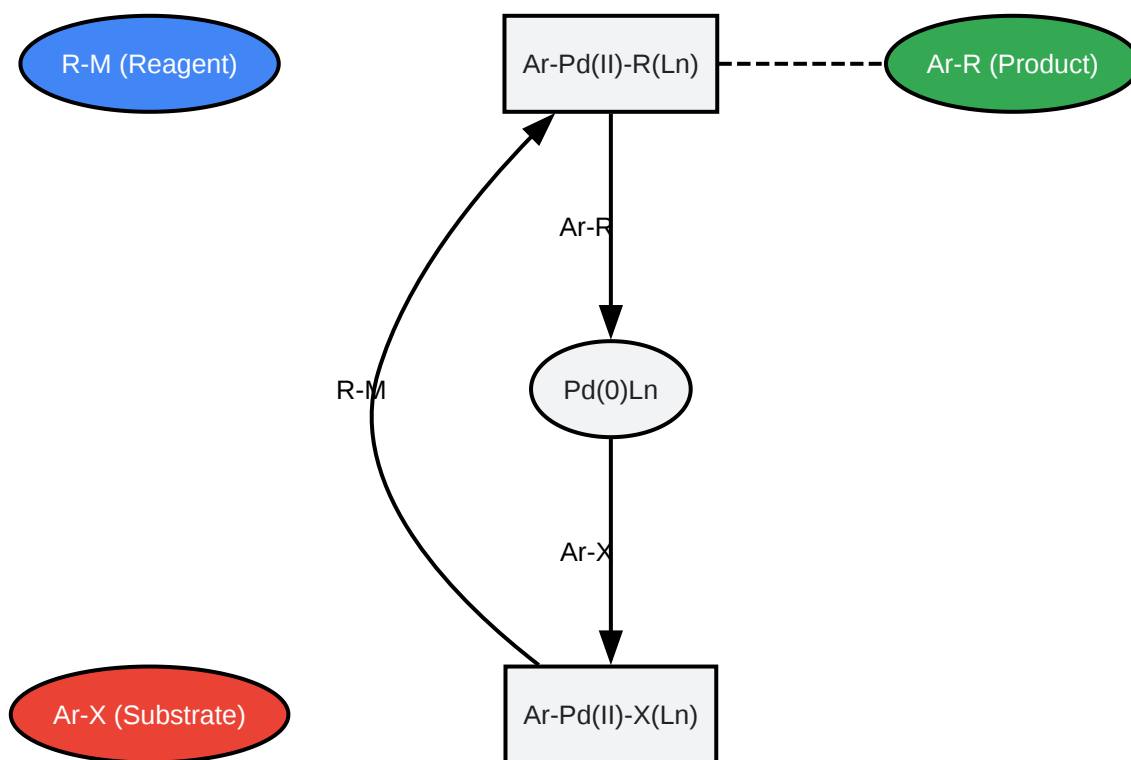 R-M (Reagent)
Ar-Pd(II)-R(Ln)
Ar-R (Product)
Ar-R
R-M
Pd(0)Ln
Ar-X
Ar-X (Substrate)
Ar-Pd(II)-X(Ln)